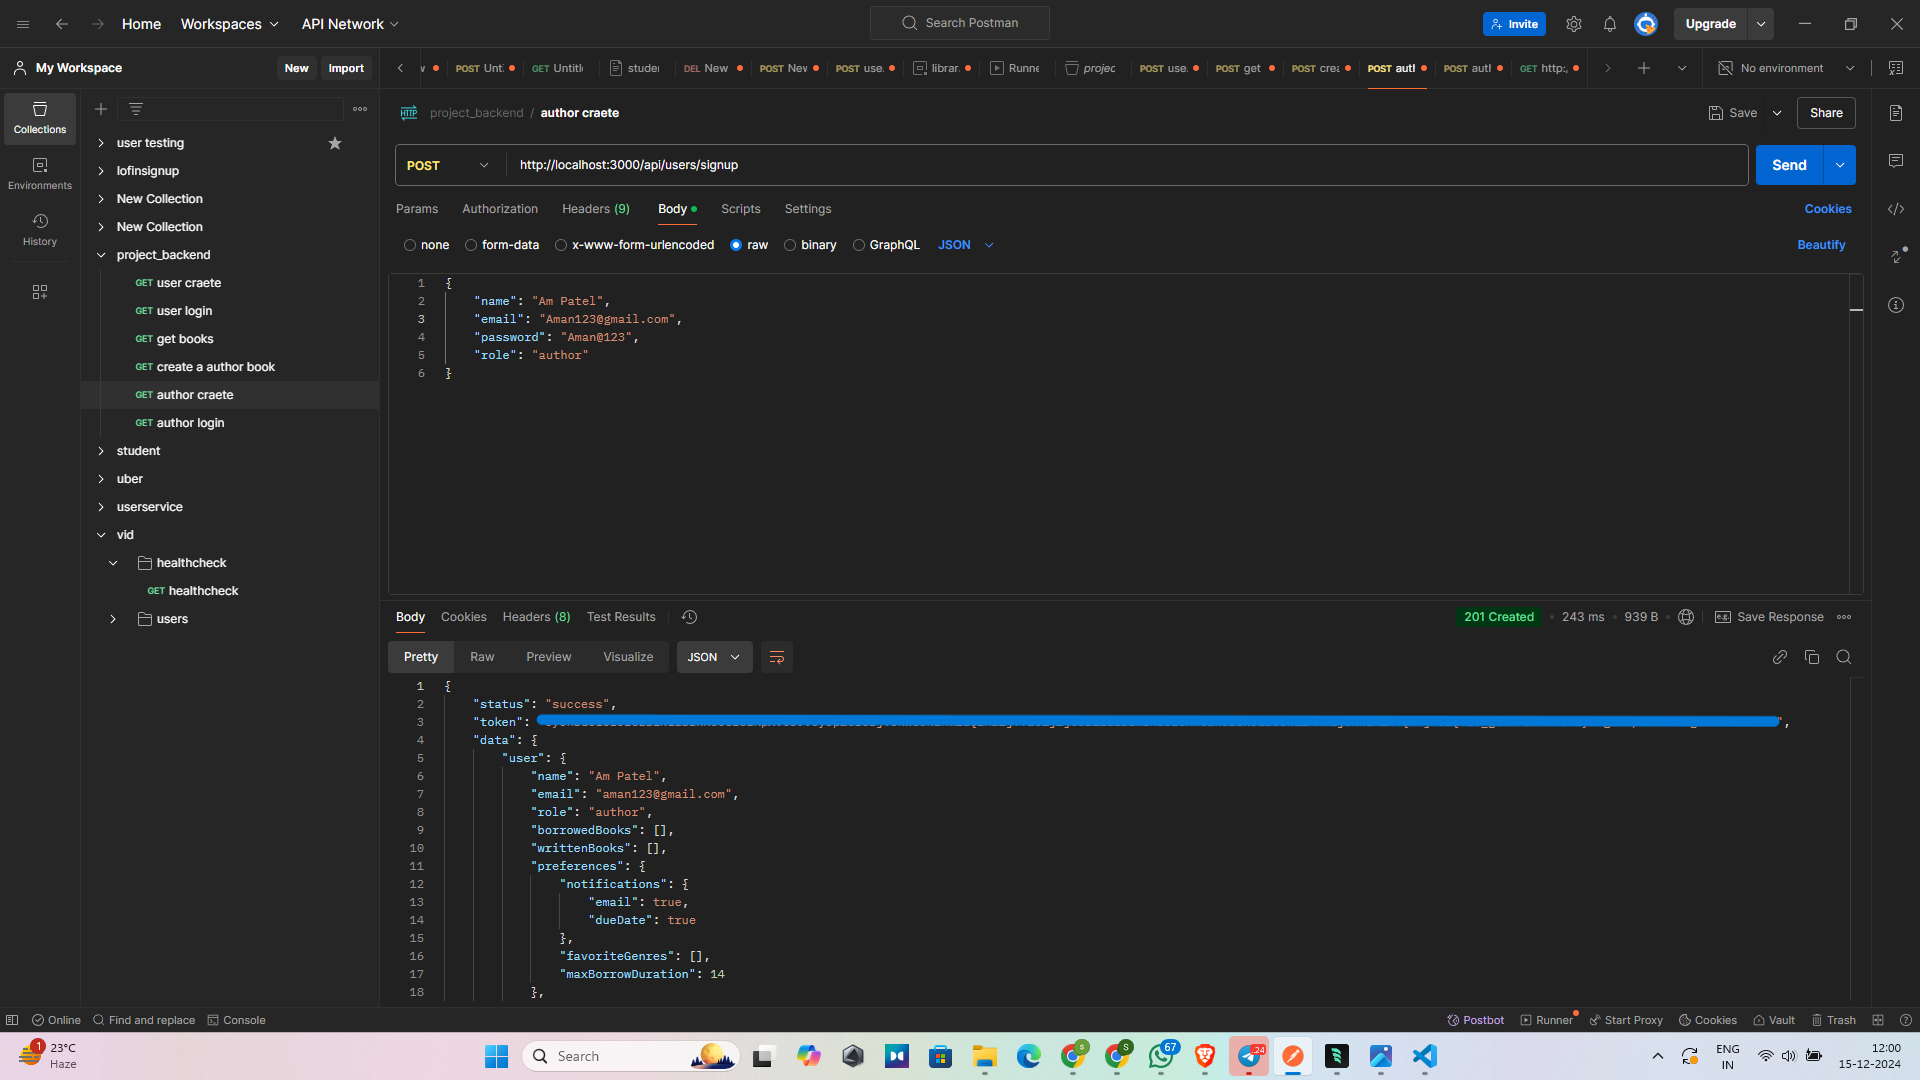 Home Workspaces API Network Search Postman Invite Upgrade
My Workspace New Import
POST Unt GET Untitle studer DEL New POST Nev POST use librar Runne projec POST use POST get POST crea POST auth POST auth GET http:, No environment
Collections
Environments
History
user testing
lofinsignup
New Collection
New Collection
project_backend
GET user craete
GET user login
GET get books
GET create a author book
GET author craete
GET author login
student
uber
userservice
vid
healthcheck
GET healthcheck
users
HTTP project_backend / author craete Save Share
POST http://localhost:3000/api/users/signup Send
Params Authorization Headers (9) Body Scripts Settings Cookies
none form-data x-www-form-urlencoded raw binary GraphQL JSON Beautify
1 {
2 "name": "Am Patel",
3 "email": "Aman123@gmail.com",
4 "password": "Aman@123",
5 "role": "author"
6 }
Body Cookies Headers (8) Test Results 201 Created 243 ms 939 B e.g. Save Response
Pretty Raw Preview Visualize JSON
1 {
2 "status": "success",
3 "token": ",
4 "data": {
5 "user": {
6 "name": "Am Patel",
7 "email": "aman123@gmail.com",
8 "role": "author",
9 "borrowedBooks": [],
10 "writtenBooks": [],
11 "preferences": {
12 "notifications": {
13 "email": true,
14 "dueDate": true
15 },
16 "favoriteGenres": [],
17 "maxBorrowDuration": 14
18 },
Online Find and replace Console Postbot Runner Start Proxy Cookies Vault Trash
1 23°C
Haze
Search
S S 67 24
ENG
IN
12:00
15-12-2024